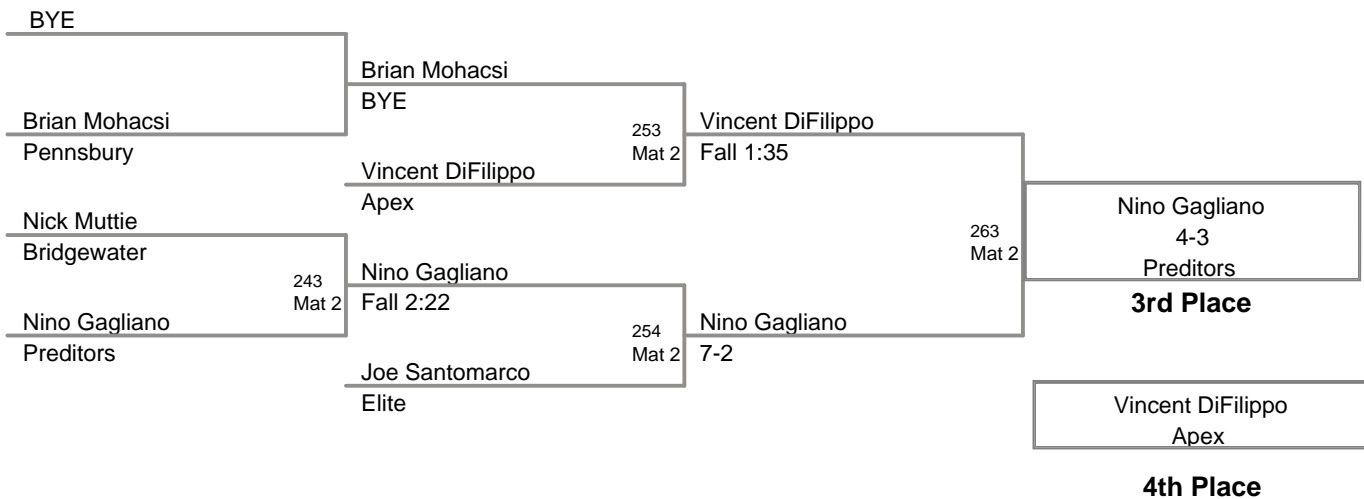 BYE
Brian Mohacsi
BYE
Brian Mohacsi
Pennsbury
253
Mat 2
Vincent DiFilippo
Fall 1:35
Vincent DiFilippo
Apex
Nick Muttie
Bridgewater
243
Mat 2
Nino Gagliano
Fall 2:22
Nino Gagliano
Preditors
254
Mat 2
Nino Gagliano
7-2
Joe Santomarco
Elite
263
Mat 2
Nino Gagliano
4-3
Preditors
3rd Place
Vincent DiFilippo
Apex
4th Place